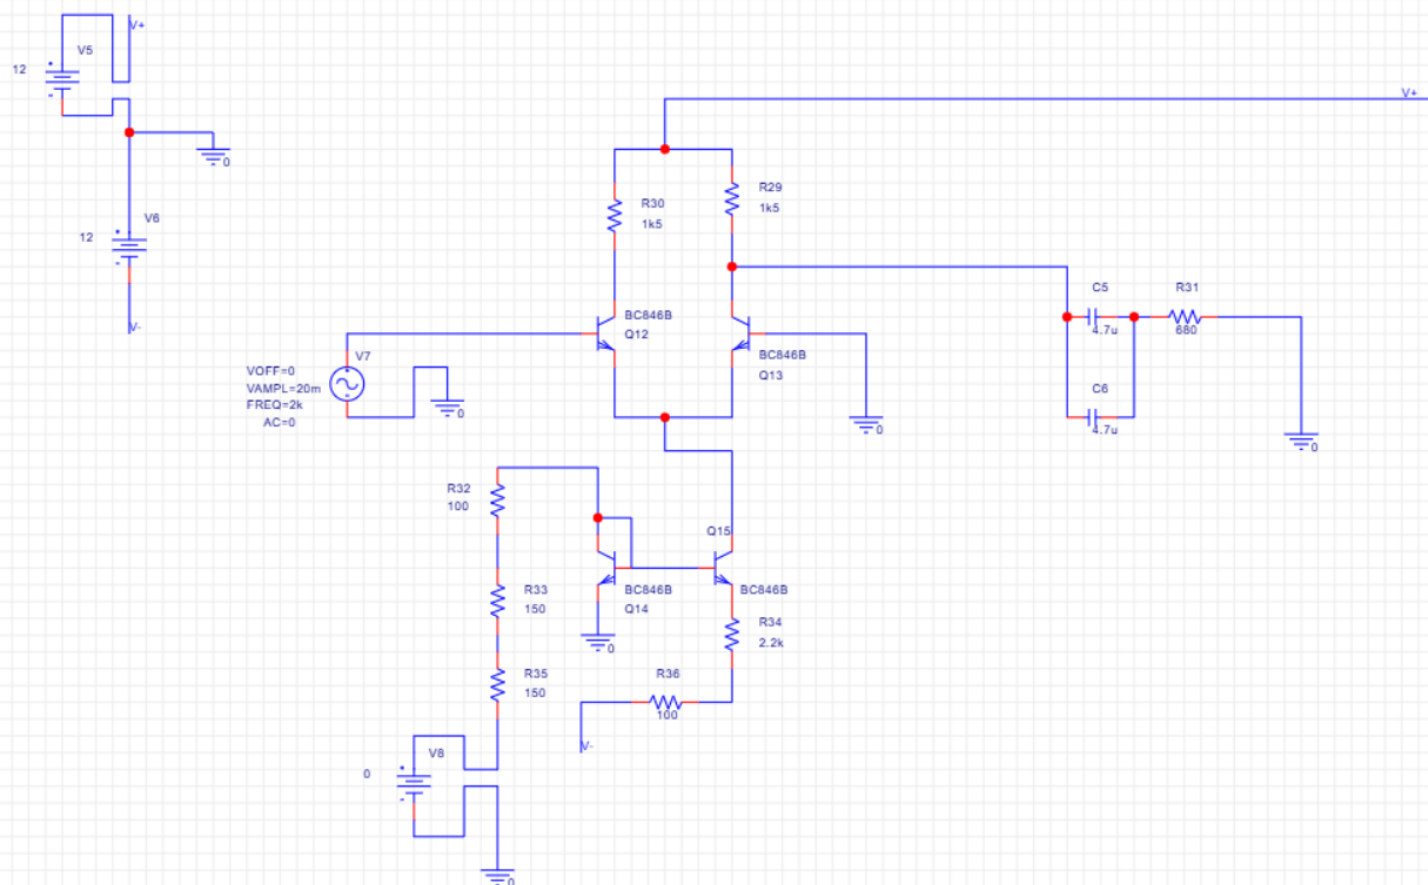 V+
V5
12
0
V6
12
V-
V+
R30
1k5
R29
1k5
BC846B
Q12
BC846B
Q13
V7
VOFF=0
VAMPL=20m
FREQ=2k
AC=0
0
0
C5
4.7u
R31
680
C6
4.7u
0
R32
100
Q15
BC846B
Q14
BC846B
0
R33
150
R34
2.2k
R35
150
R36
100
V-
V8
0
0